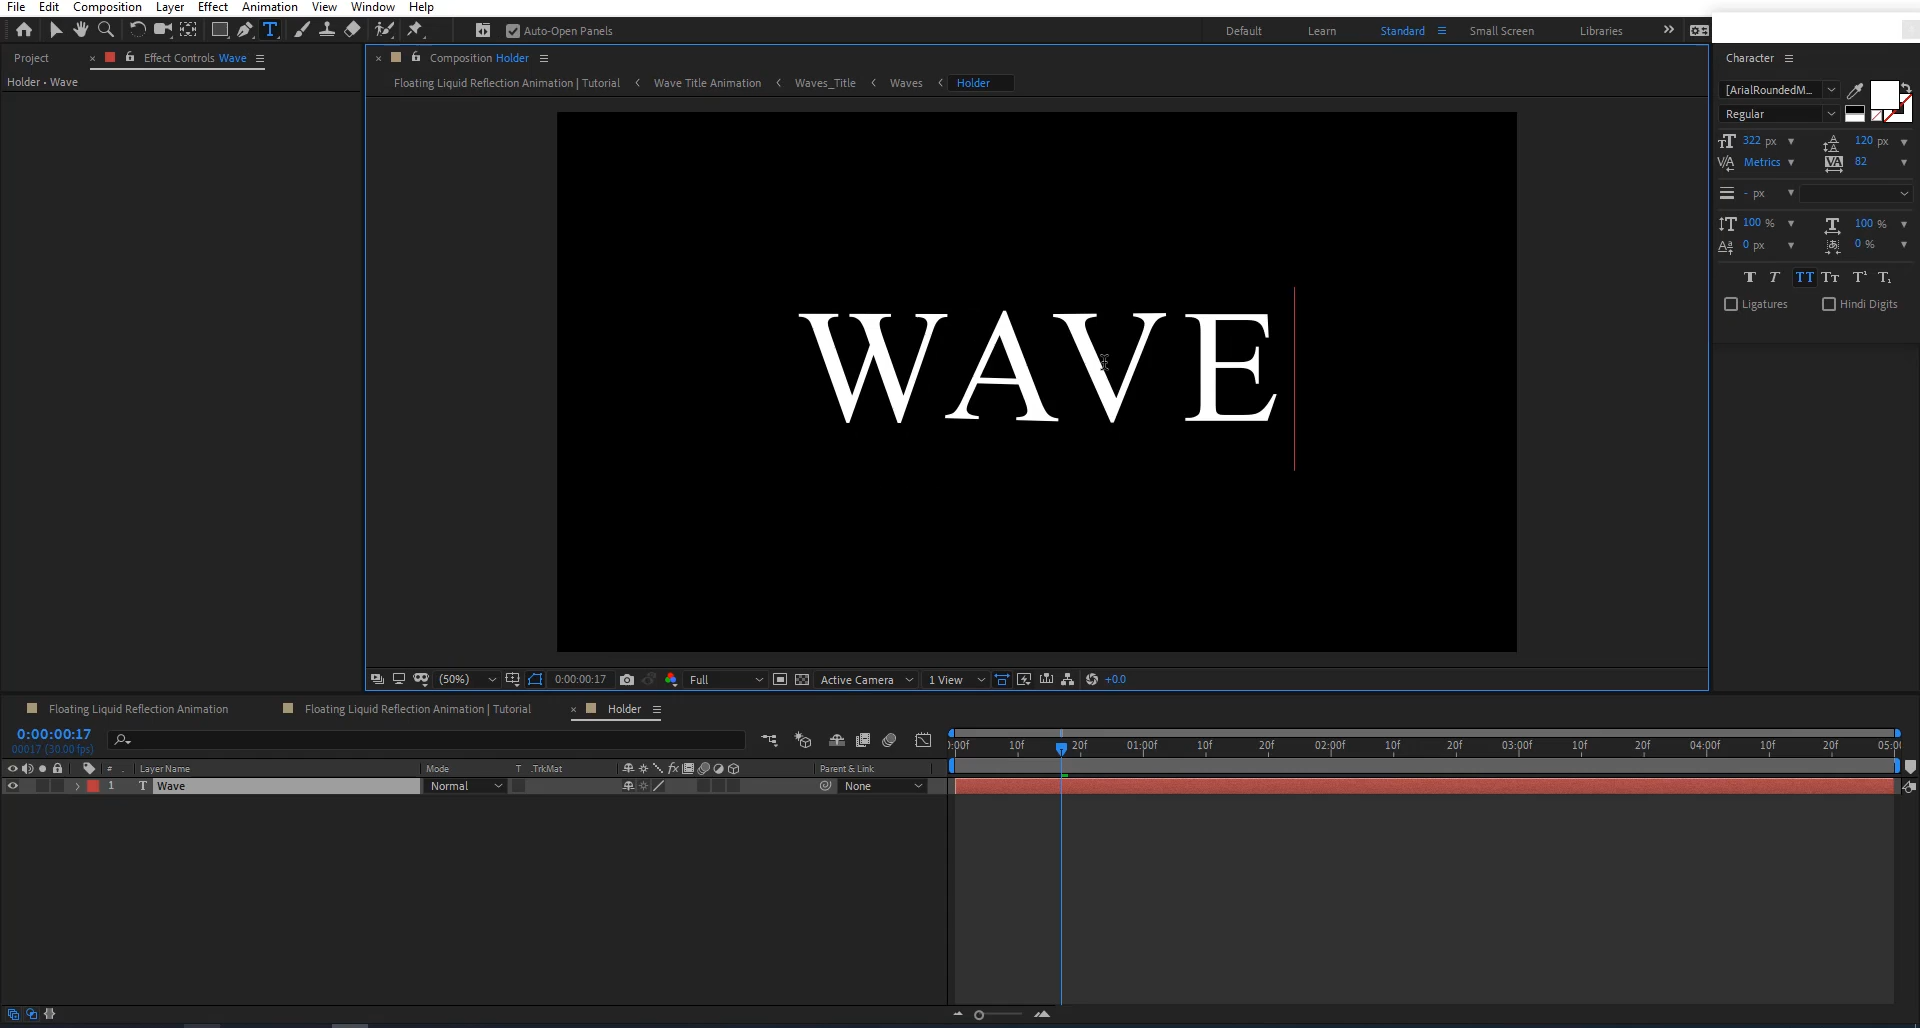 File Edit Composition Layer Effect Animation View Window Help
Auto-Open Panels
Default Learn Standard Small Screen Libraries
Project
Effect Controls Wave
Holder • Wave
Composition Holder
Floating Liquid Reflection Animation | Tutorial Wave Title Animation Waves_Title Waves Holder
WAVE
(50%) 0:00:00:17 Full Active Camera 1 View +0.0
Character
[ArialRoundedM...
Regular
322 px 120 px
Metrics 82
- px
100 % 100 %
0 px 0 %
Ligatures Hindi Digits
Floating Liquid Reflection Animation Floating Liquid Reflection Animation | Tutorial Holder
0:00:00:17
00017 (30.00 fps)
:00f 10f 20f 01:00f 10f 20f 02:00f 10f 20f 03:00f 10f 20f 04:00f 10f 20f 05:0
# Layer Name Mode T .TrkMat Parent & Link
1 T Wave Normal None